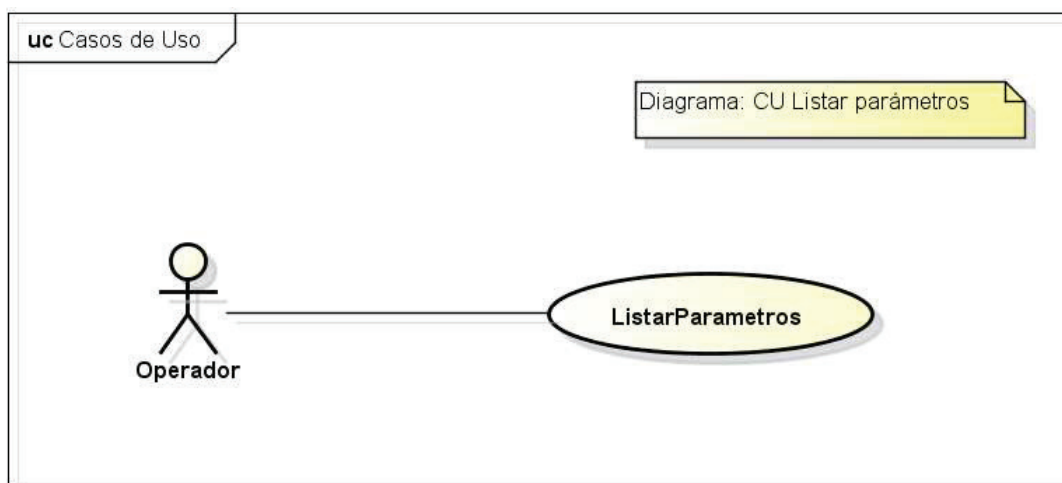 uc Casos de Uso
Diagrama: CU Listar parámetros
ListarParametros
Operador